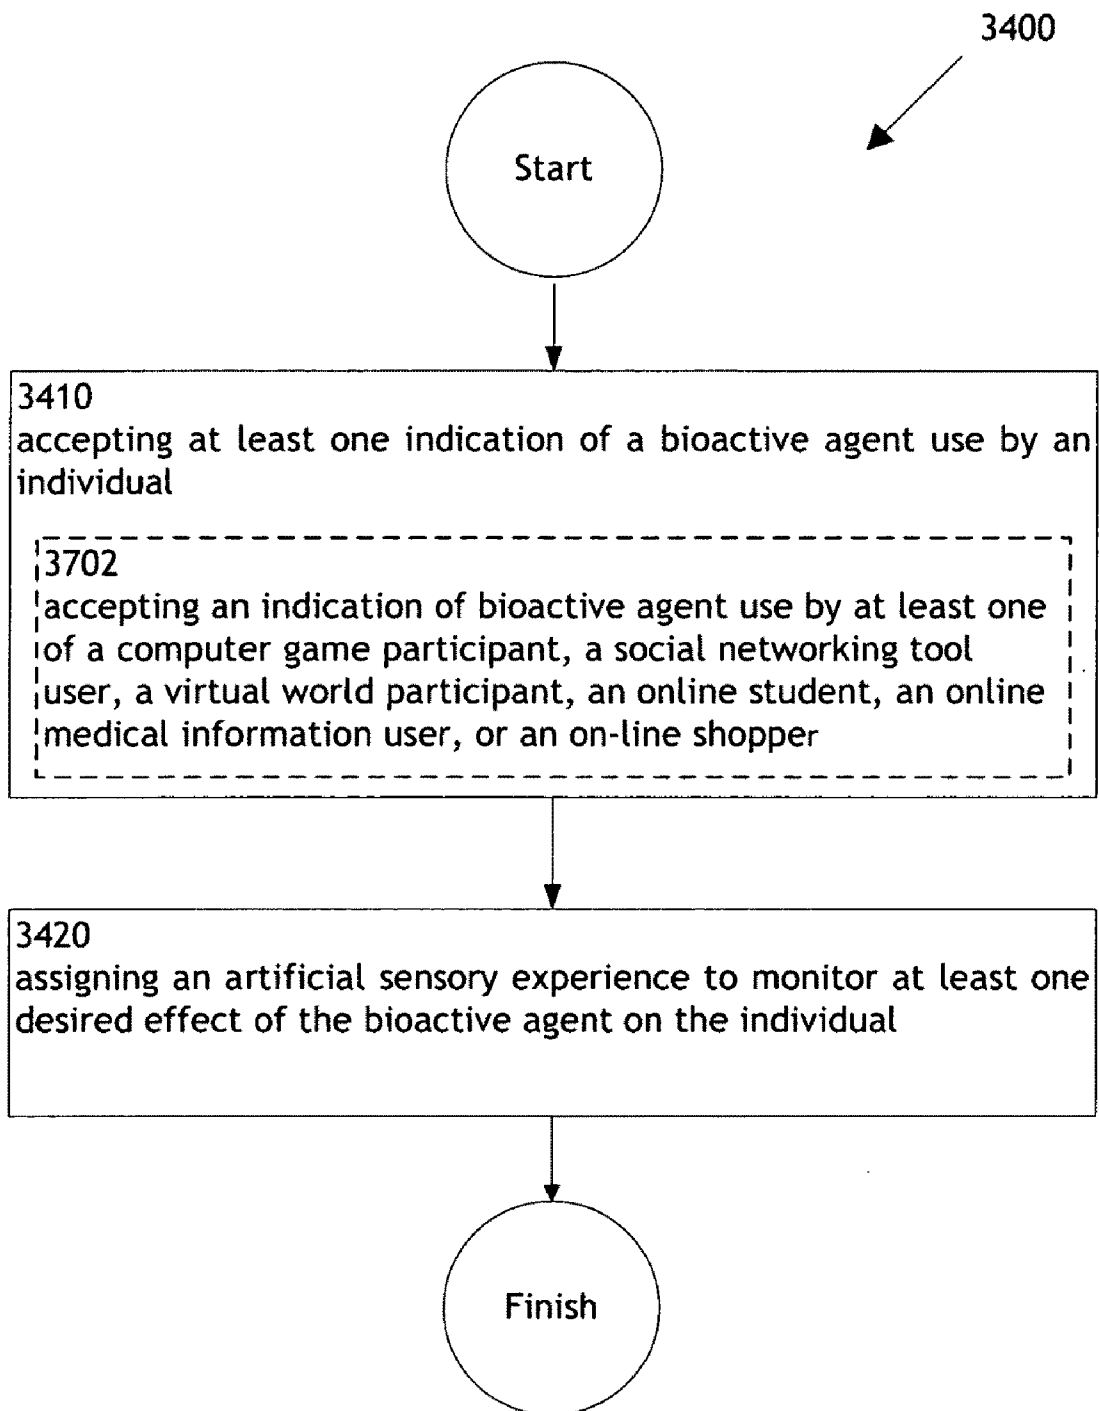 3400
Start
3410
accepting at least one indication of a bioactive agent use by an
individual
3702
accepting an indication of bioactive agent use by at least one
of a computer game participant, a social networking tool
user, a virtual world participant, an online student, an online
medical information user, or an on-line shopper
3420
assigning an artificial sensory experience to monitor at least one
desired effect of the bioactive agent on the individual
Finish